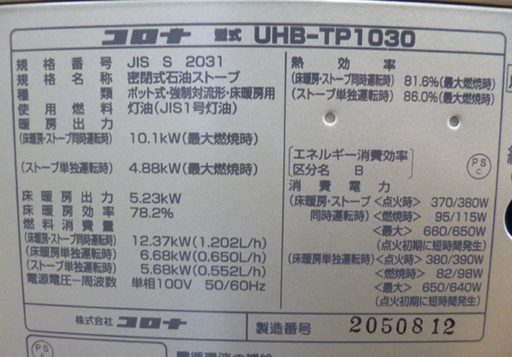 コロナ 型式 UHB-TP1030
規格番号 JIS S 2031
規格名称 密閉式石油ストーブ
種類 ポット式・強制対流形・床暖房用
使用燃料 灯油(JIS1号灯油)
暖房出力
(床暖房・ストーブ同時運転時) 10.1kW(最大燃焼時)
(ストーブ単独運転時) 4.88kW(最大燃焼時)
床暖房出力 5.23kW
床暖房効率 78.2%
燃料消費量
(床暖房・ストーブ同時運転時) 12.37kW(1.202L/h)
(床暖房単独運転時) 6.68kW(0.650L/h)
(ストーブ単独運転時) 5.68kW(0.552L/h)
電源電圧-周波数 単相100V 50/60Hz
熱効率
(床暖房・ストーブ同時運転時) 81.6%(最大燃焼時)
(ストーブ単独運転時) 86.0%(最大燃焼時)
[エネルギー消費効率]
区分名 B
PS
C
消費電力
(床暖房・ストーブ <点火時> 370/380W
同時運転時) <燃焼時> 95/115W
<最大> 660/650W
(点火初期に短時間発生)
(床暖房単独運転時) <点火時> 380/390W
<燃焼時> 82/98W
<最大> 650/640W
(点火初期に短時間発生)
株式会社 コロナ 製造番号 2050812